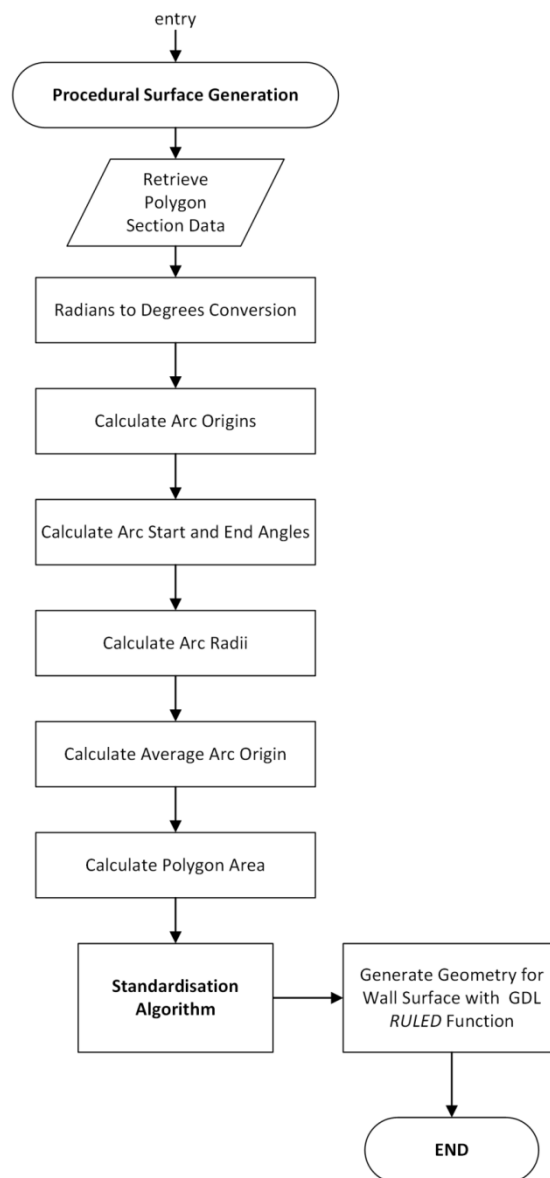 entry
Procedural Surface Generation
Retrieve
Polygon
Section Data
Radians to Degrees Conversion
Calculate Arc Origins
Calculate Arc Start and End Angles
Calculate Arc Radii
Calculate Average Arc Origin
Calculate Polygon Area
Standardisation
Algorithm
Generate Geometry for
Wall Surface with GDL
RULED Function
END